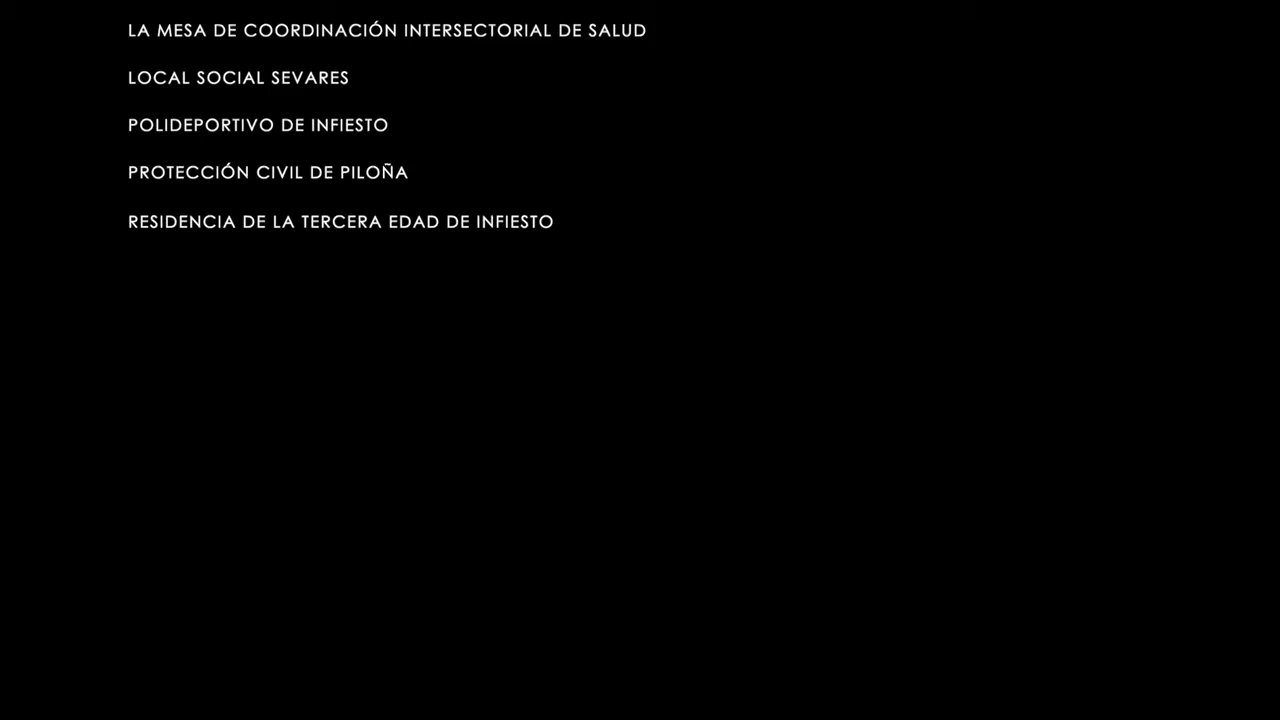 LA MESA DE COORDINACIÓN INTERSECTORIAL DE SALUD
LOCAL SOCIAL SEVARES
POLIDEPORTIVO DE INFIESTO
PROTECCIÓN CIVIL DE PILOÑA
RESIDENCIA DE LA TERCERA EDAD DE INFIESTO